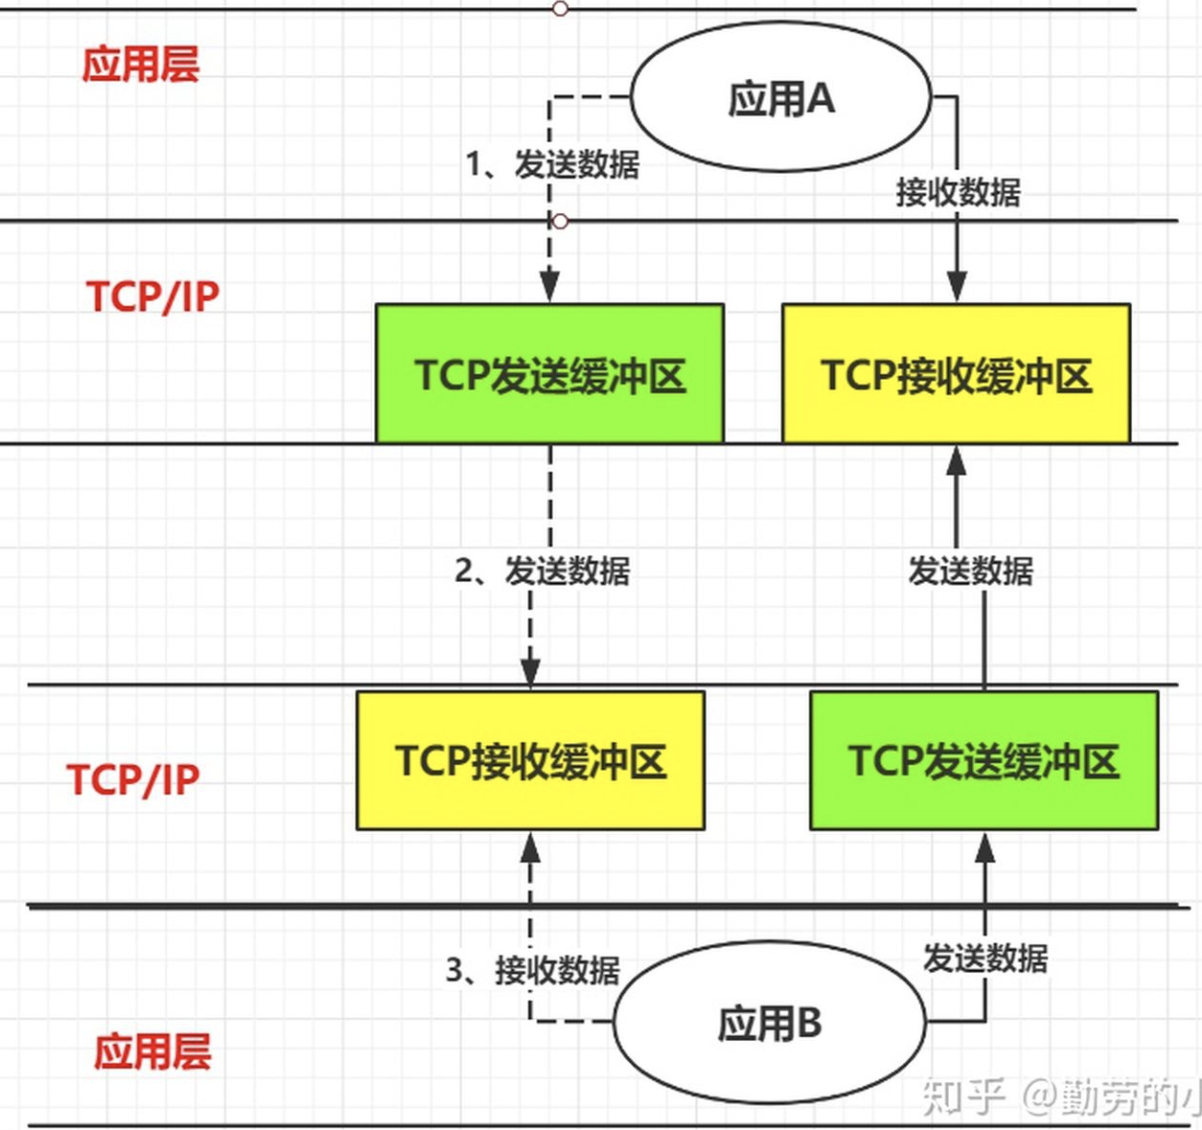 应用层
应用A
1、发送数据
接收数据
TCP/IP
TCP发送缓冲区
TCP接收缓冲区
2、发送数据
发送数据
TCP/IP
TCP接收缓冲区
TCP发送缓冲区
3、接收数据
发送数据
应用B
应用层
知乎 @勤劳的小